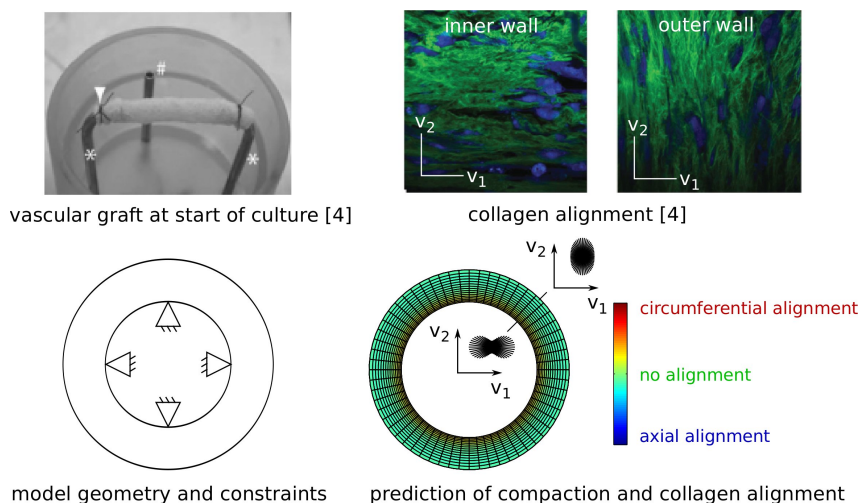 #
*
*
inner wall
v2
v1
outer wall
v2
v1
vascular graft at start of culture [4]
collagen alignment [4]
v2
v1
v2
v1
circumferential alignment
no alignment
axial alignment
model geometry and constraints
prediction of compaction and collagen alignment